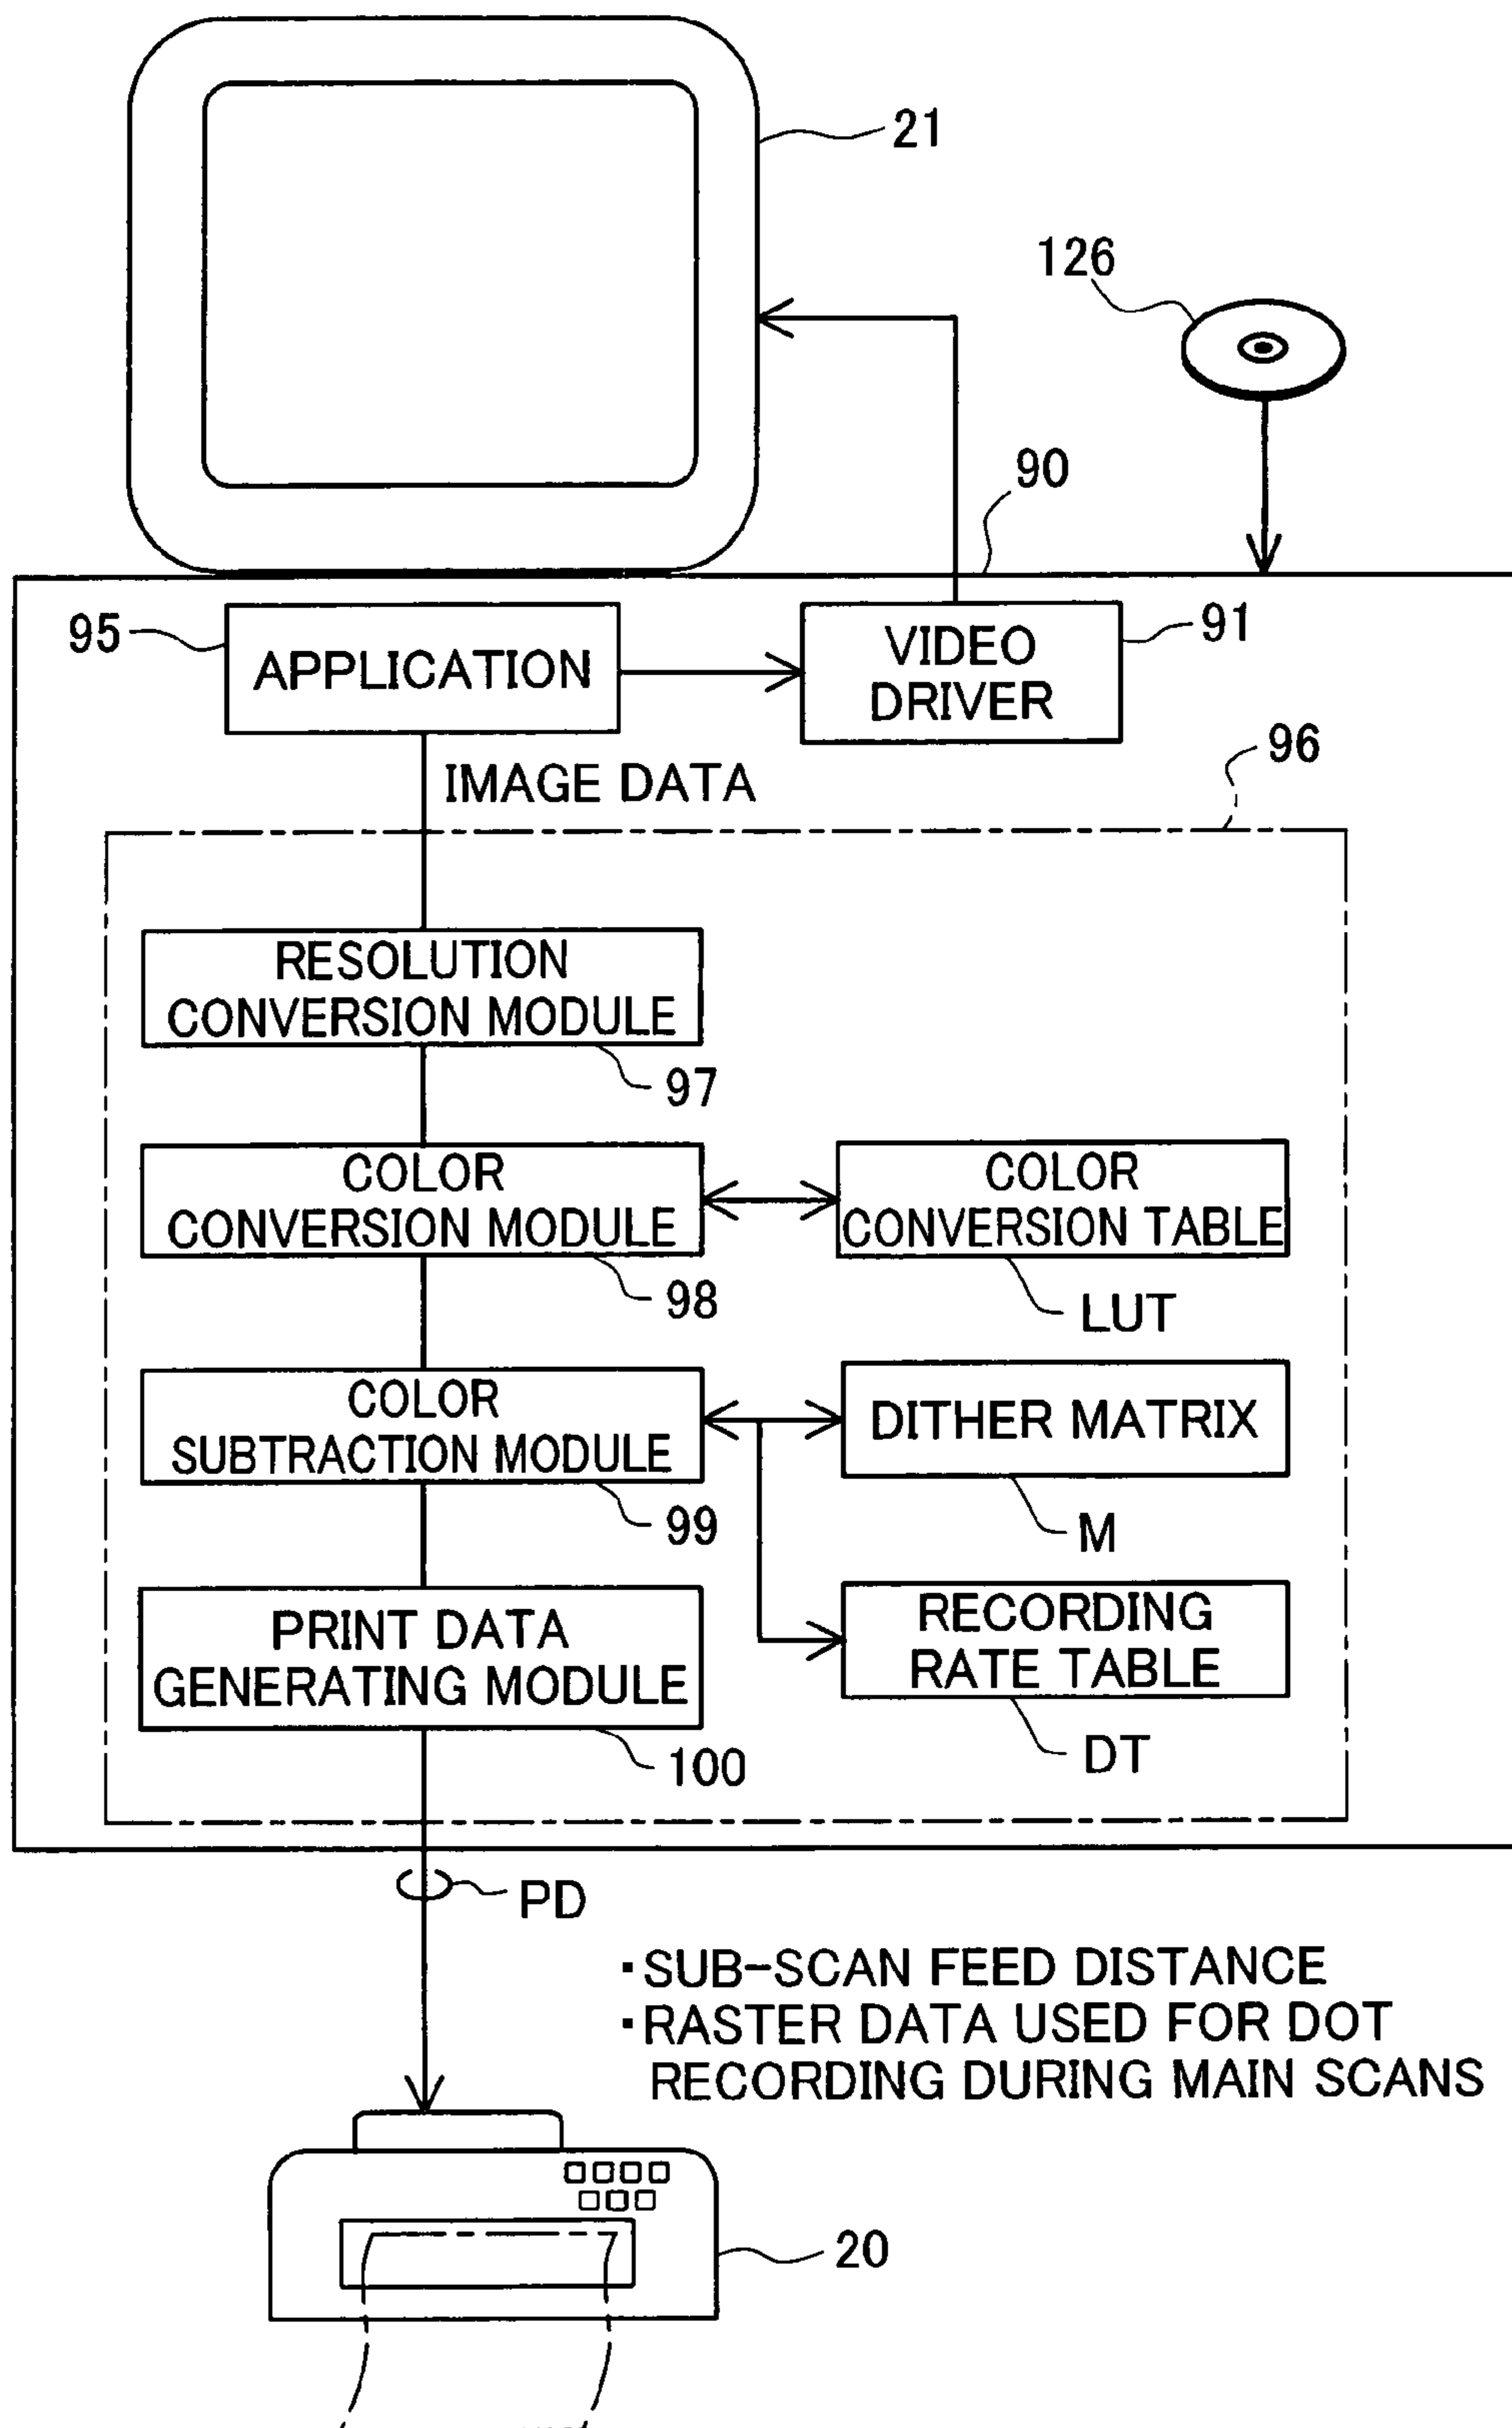 21
126
90
95
APPLICATION
VIDEO
DRIVER
91
IMAGE DATA
96
RESOLUTION
CONVERSION MODULE
97
COLOR
CONVERSION MODULE
98
COLOR
CONVERSION TABLE
LUT
COLOR
SUBTRACTION MODULE
99
DITHER MATRIX
M
PRINT DATA
GENERATING MODULE
100
RECORDING
RATE TABLE
DT
PD
・SUB-SCAN FEED DISTANCE
・RASTER DATA USED FOR DOT
RECORDING DURING MAIN SCANS
20